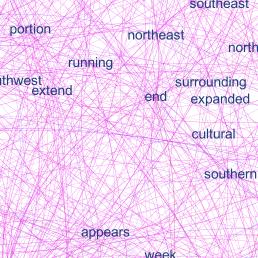 southeast
portion
northeast
north
running
surrounding
thwest
extend
end
expanded
cultural
southern
appears
week